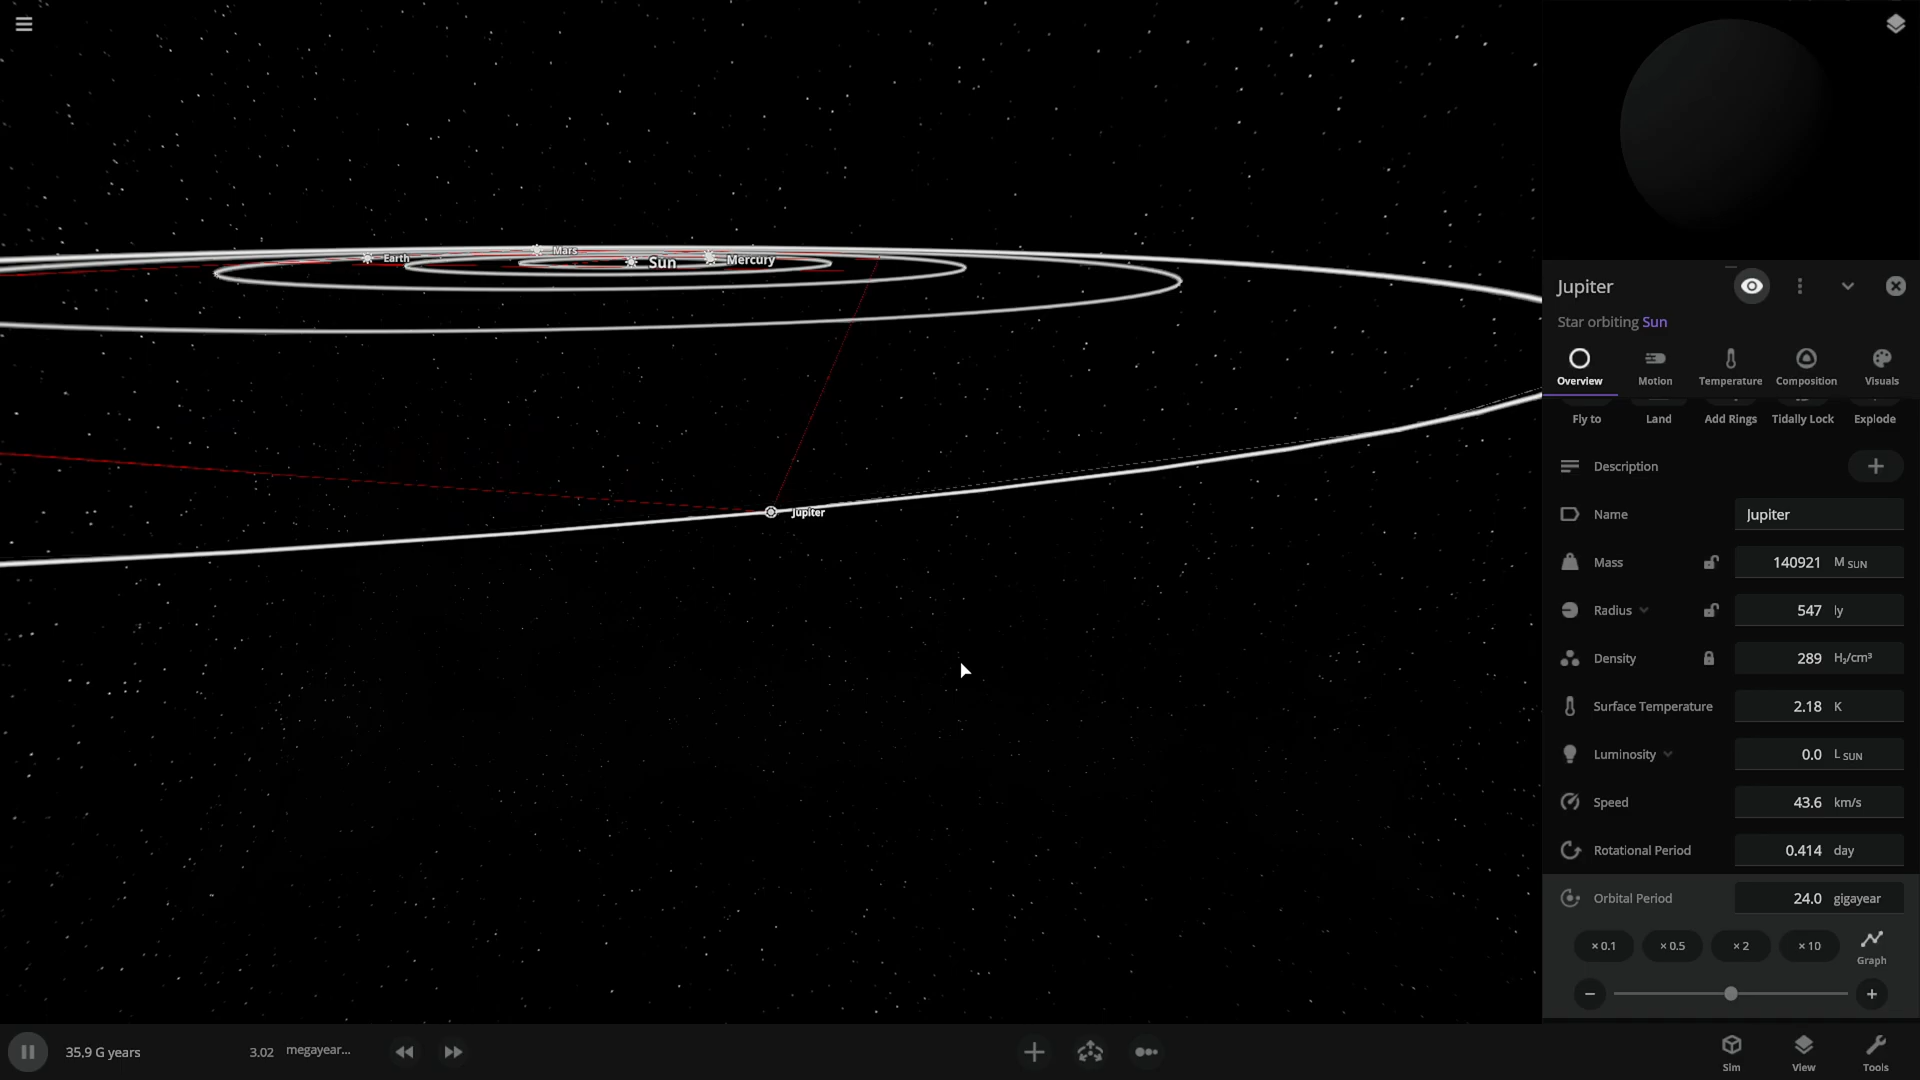 Mars
Earth
Sun
Mercury
Jupiter
Jupiter
Star orbiting Sun
Overview
Motion
Temperature
Composition
Visuals
Fly to
Land
Add Rings
Tidally Lock
Explode
Description
Name
Jupiter
Mass
140921 M SUN
Radius
547 ly
Density
289 H₂/cm³
Surface Temperature
2.18 K
Luminosity
0.0 L SUN
Speed
43.6 km/s
Rotational Period
0.414 day
Orbital Period
24.0 gigayear
× 0.1
× 0.5
× 2
× 10
Graph
35.9 G years
3.02 megayear...
Sim
View
Tools